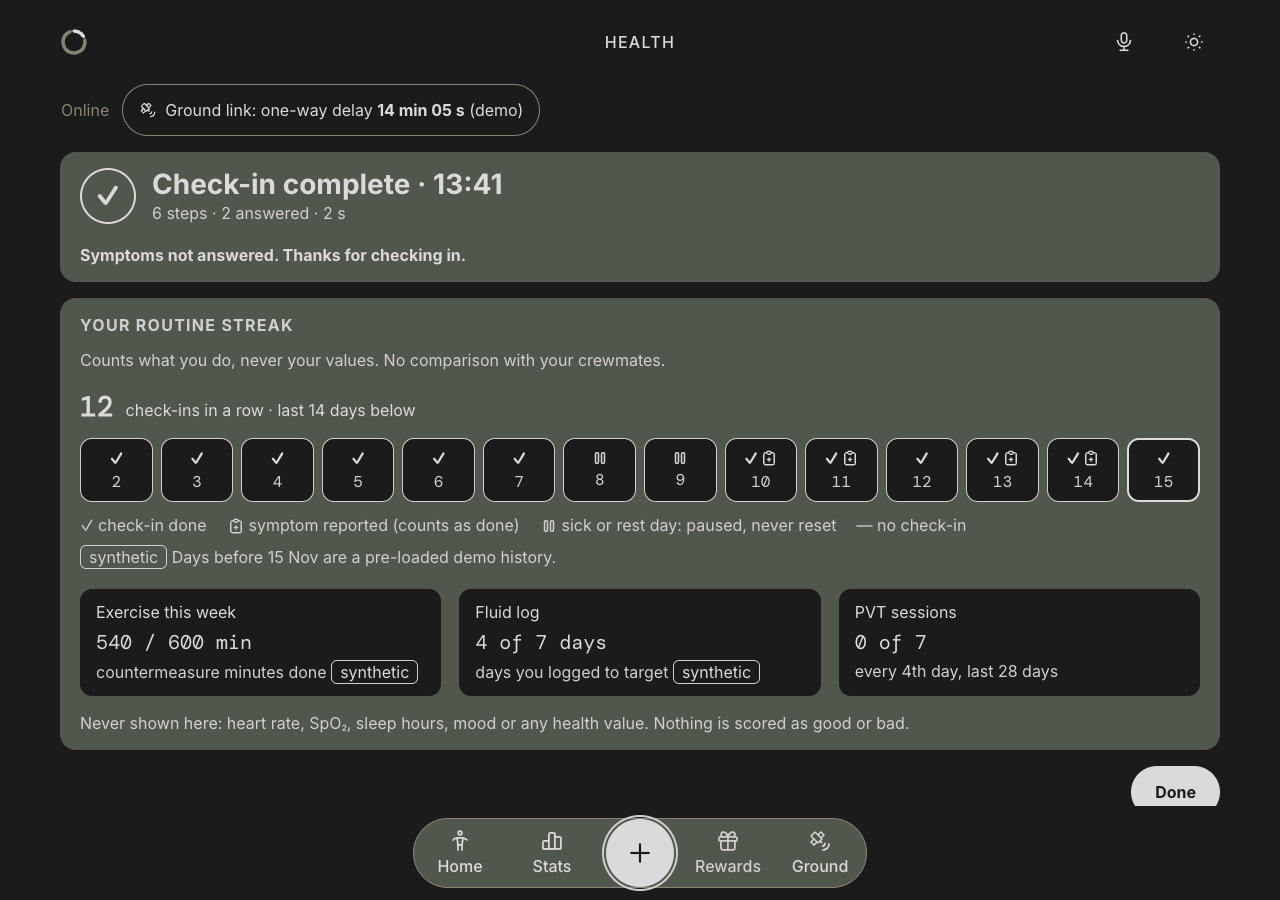 HEALTH
Online
Ground link: one-way delay 14 min 05 s (demo)
Check-in complete · 13:41
6 steps · 2 answered · 2 s
Symptoms not answered. Thanks for checking in.
YOUR ROUTINE STREAK
Counts what you do, never your values. No comparison with your crewmates.
12 check-ins in a row · last 14 days below
2 3 4 5 6 7 8 9 10 11 12 13 14 15
check-in done symptom reported (counts as done) sick or rest day: paused, never reset — no check-in
synthetic Days before 15 Nov are a pre-loaded demo history.
Exercise this week
540 / 600 min
countermeasure minutes done synthetic
Fluid log
4 of 7 days
days you logged to target synthetic
PVT sessions
0 of 7
every 4th day, last 28 days
Never shown here: heart rate, SpO₂, sleep hours, mood or any health value. Nothing is scored as good or bad.
Done
Home Stats Rewards Ground